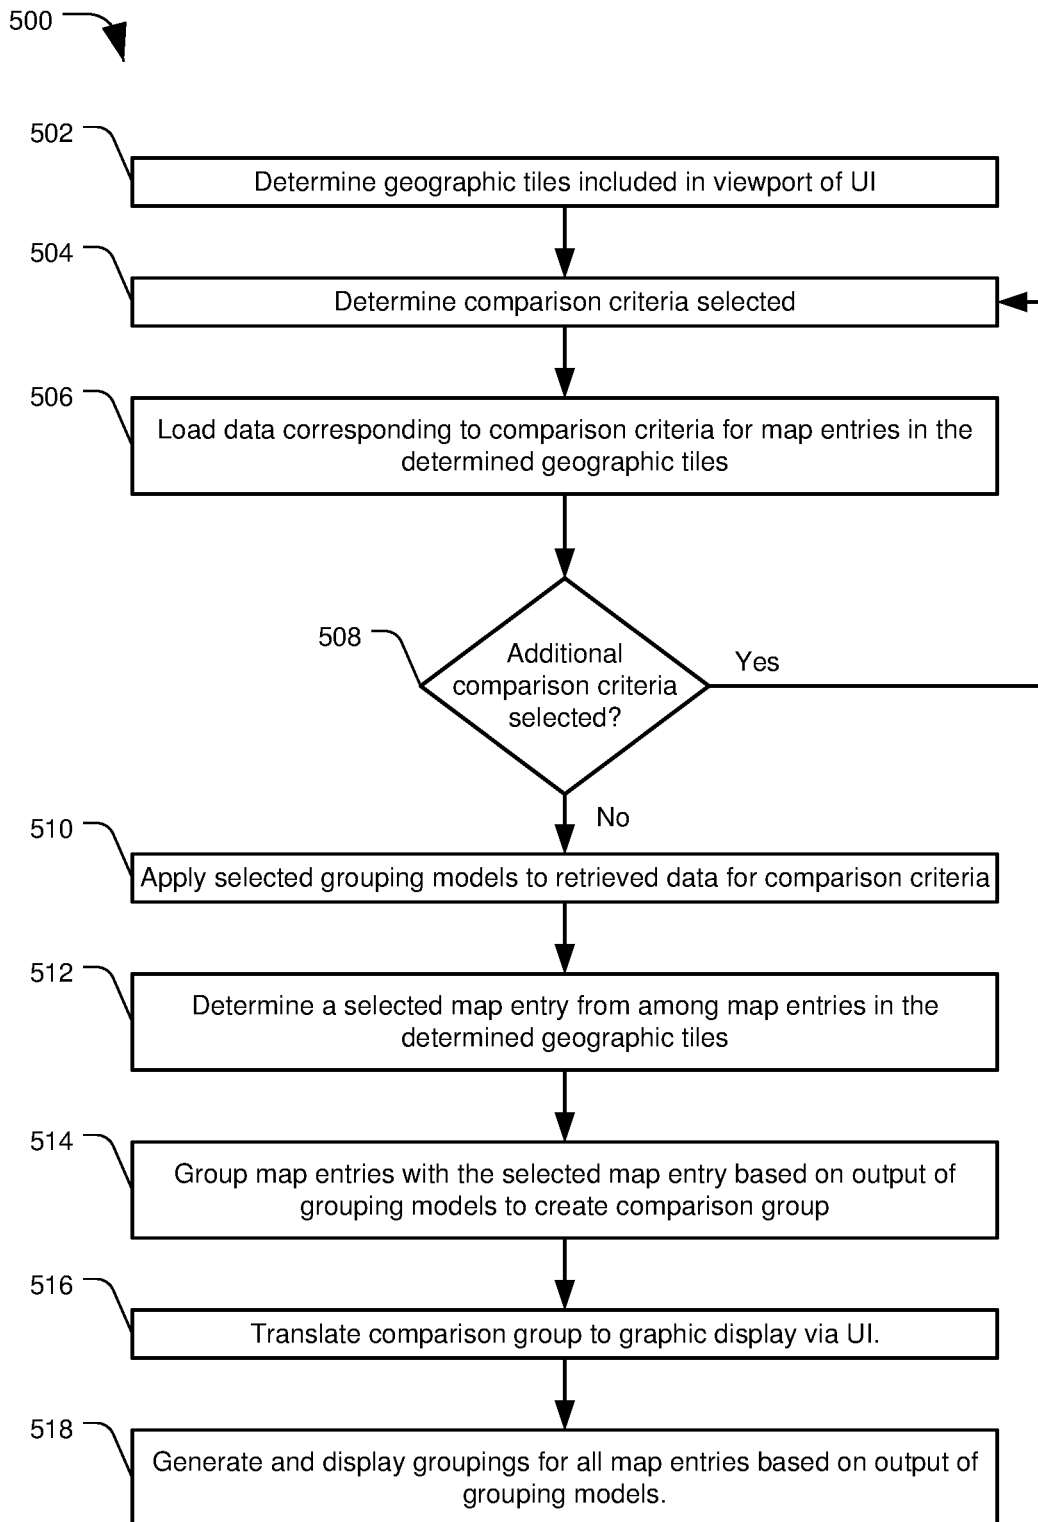 500
502
Determine geographic tiles included in viewport of UI
504
Determine comparison criteria selected
506
Load data corresponding to comparison criteria for map entries in the
determined geographic tiles
508
Additional
comparison criteria
selected?
Yes
No
510
Apply selected grouping models to retrieved data for comparison criteria
512
Determine a selected map entry from among map entries in the
determined geographic tiles
514
Group map entries with the selected map entry based on output of
grouping models to create comparison group
516
Translate comparison group to graphic display via UI.
518
Generate and display groupings for all map entries based on output of
grouping models.